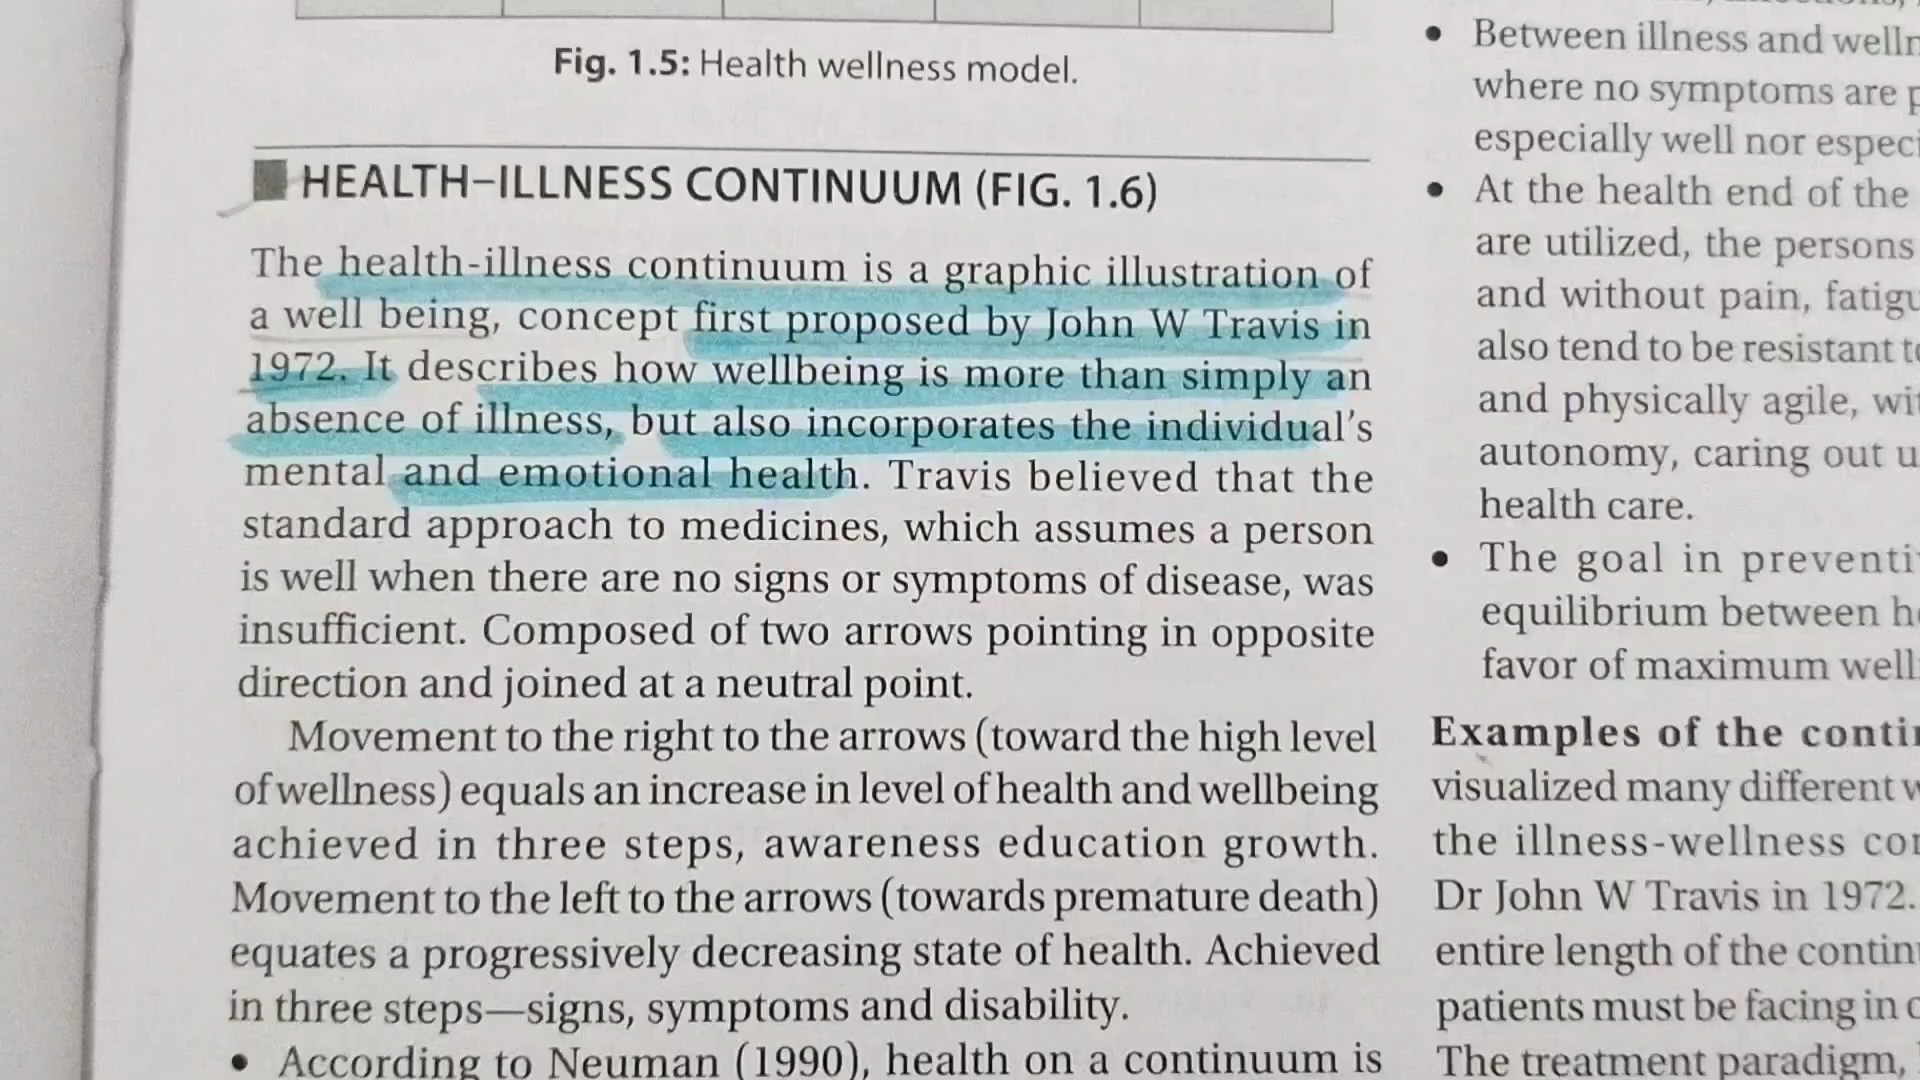 Fig. 1.5: Health wellness model.
HEALTH–ILLNESS CONTINUUM (FIG. 1.6)
The health-illness continuum is a graphic illustration of
a well being, concept first proposed by John W Travis in
1972. It describes how wellbeing is more than simply an
absence of illness, but also incorporates the individual's
mental and emotional health. Travis believed that the
standard approach to medicines, which assumes a person
is well when there are no signs or symptoms of disease, was
insufficient. Composed of two arrows pointing in opposite
direction and joined at a neutral point.
Movement to the right to the arrows (toward the high level
of wellness) equals an increase in level of health and wellbeing
achieved in three steps, awareness education growth.
Movement to the left to the arrows (towards premature death)
equates a progressively decreasing state of health. Achieved
in three steps—signs, symptoms and disability.
• According to Neuman (1990), health on a continuum is
• Between illness and
where no symptoms are
especially well nor
• At the health end of the
are utilized, the persons
and without pain,
also tend to be resistant
and physically agile,
autonomy, caring out
health care.
• The goal in
equilibrium between
favor of maximum
Examples of the
visualized many different
the illness-wellness
Dr John W Travis in 1972.
entire length of the
patients must be facing in
The treatment paradigm,